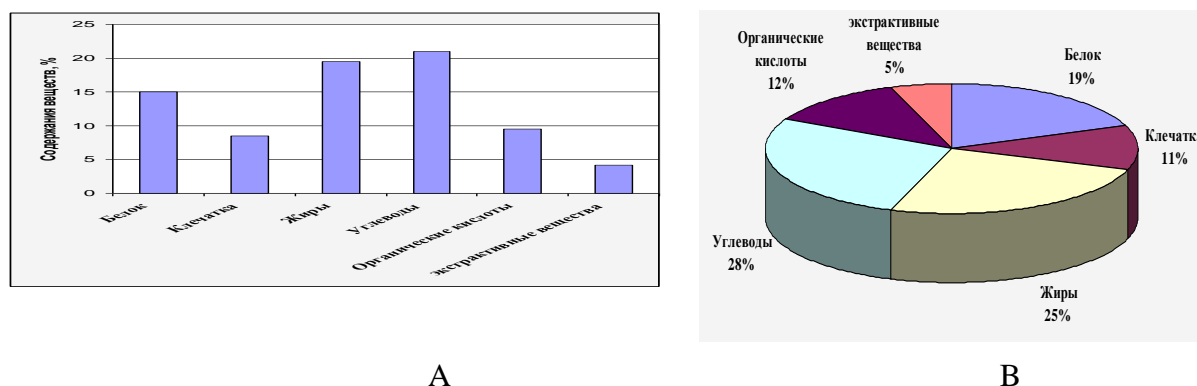 Содержания веществ, %
25
20
15
10
5
0
Белок
Клечатка
Жиры
Углеводы
Органические кислоты
экстрактивные вещества
A
экстрактивные
вещества
5%
Органические
кислоты
12%
Белок
19%
Клечатк
11%
Углеводы
28%
Жиры
25%
B